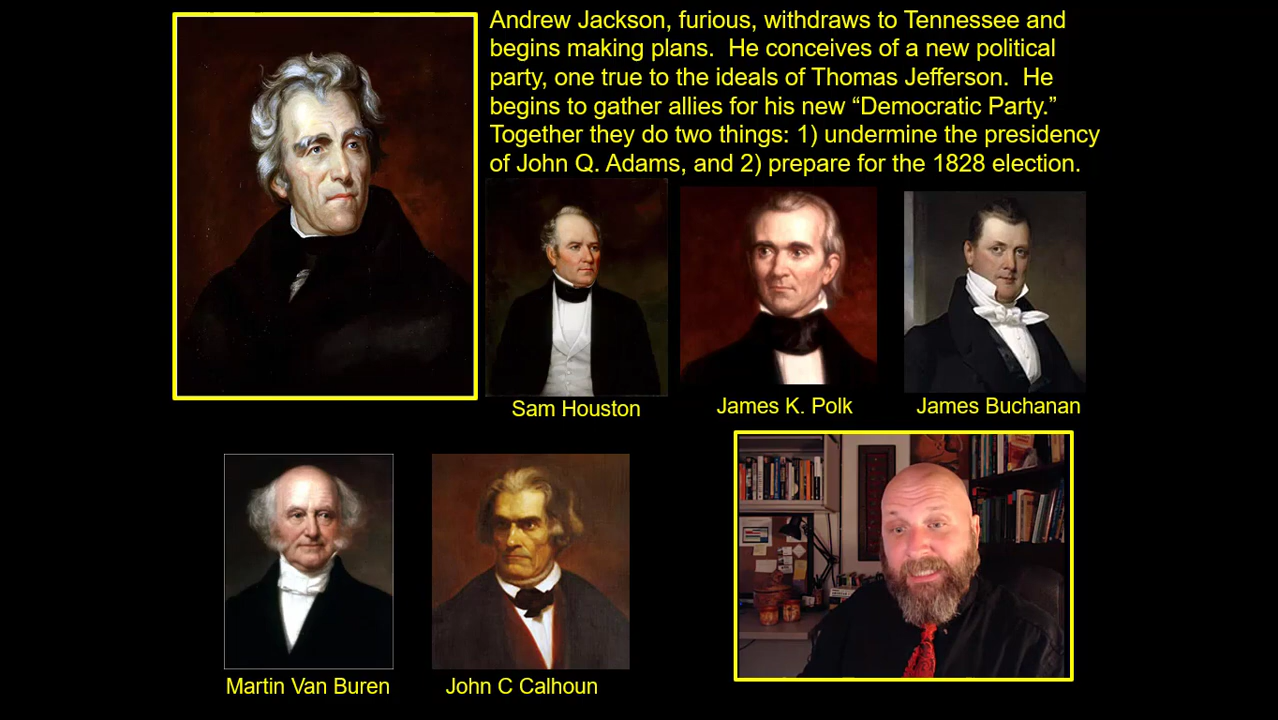 Andrew Jackson, furious, withdraws to Tennessee and
begins making plans.  He conceives of a new political
party, one true to the ideals of Thomas Jefferson.  He
begins to gather allies for his new “Democratic Party.”
Together they do two things: 1) undermine the presidency
of John Q. Adams, and 2) prepare for the 1828 election.
Sam Houston
James K. Polk
James Buchanan
Martin Van Buren
John C Calhoun